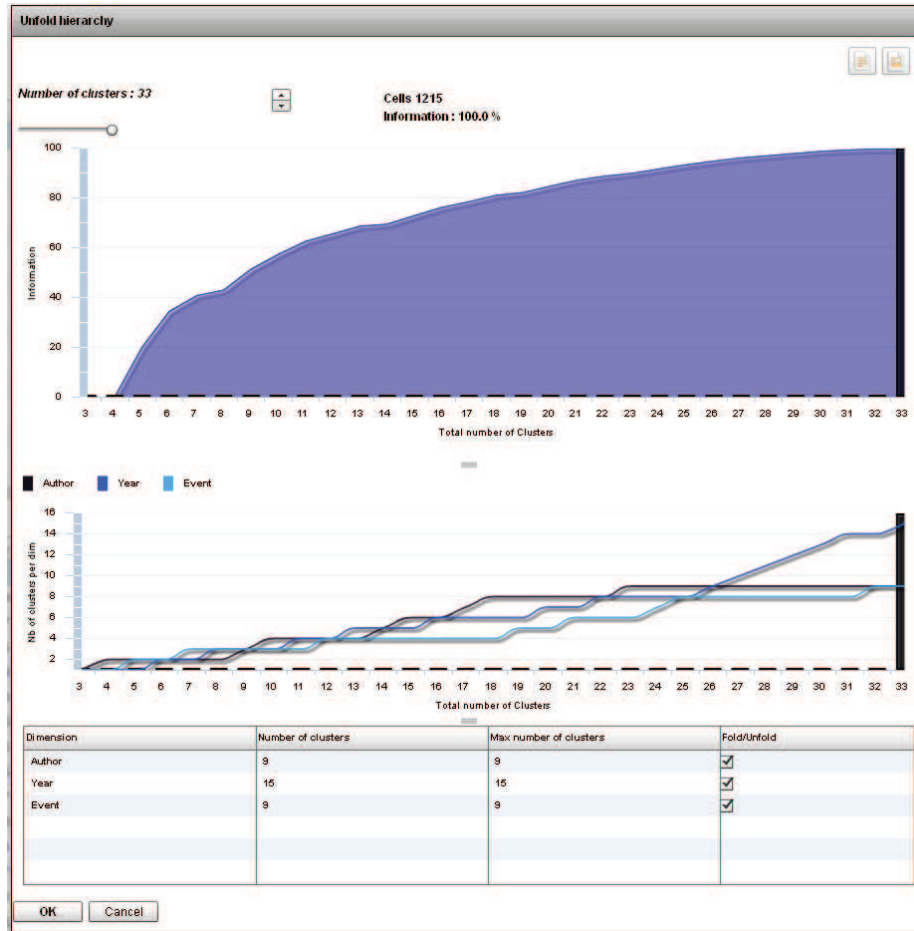 Unfold hierarchy
Number of clusters : 33
Cells 1215
Information : 100.0 %
100
80
60
40
20
0
Information
3 4 5 6 7 8 9 10 11 12 13 14 15 16 17 18 19 20 21 22 23 24 25 26 27 28 29 30 31 32 33
Total number of Clusters
Author Year Event
16
14
12
10
8
6
4
2
Nb of clusters per dim
3 4 5 6 7 8 9 10 11 12 13 14 15 16 17 18 19 20 21 22 23 24 25 26 27 28 29 30 31 32 33
Total number of Clusters
Dimension Number of clusters Max number of clusters Fold/Unfold
Author 9 9
Year 15 15
Event 9 9
OK Cancel